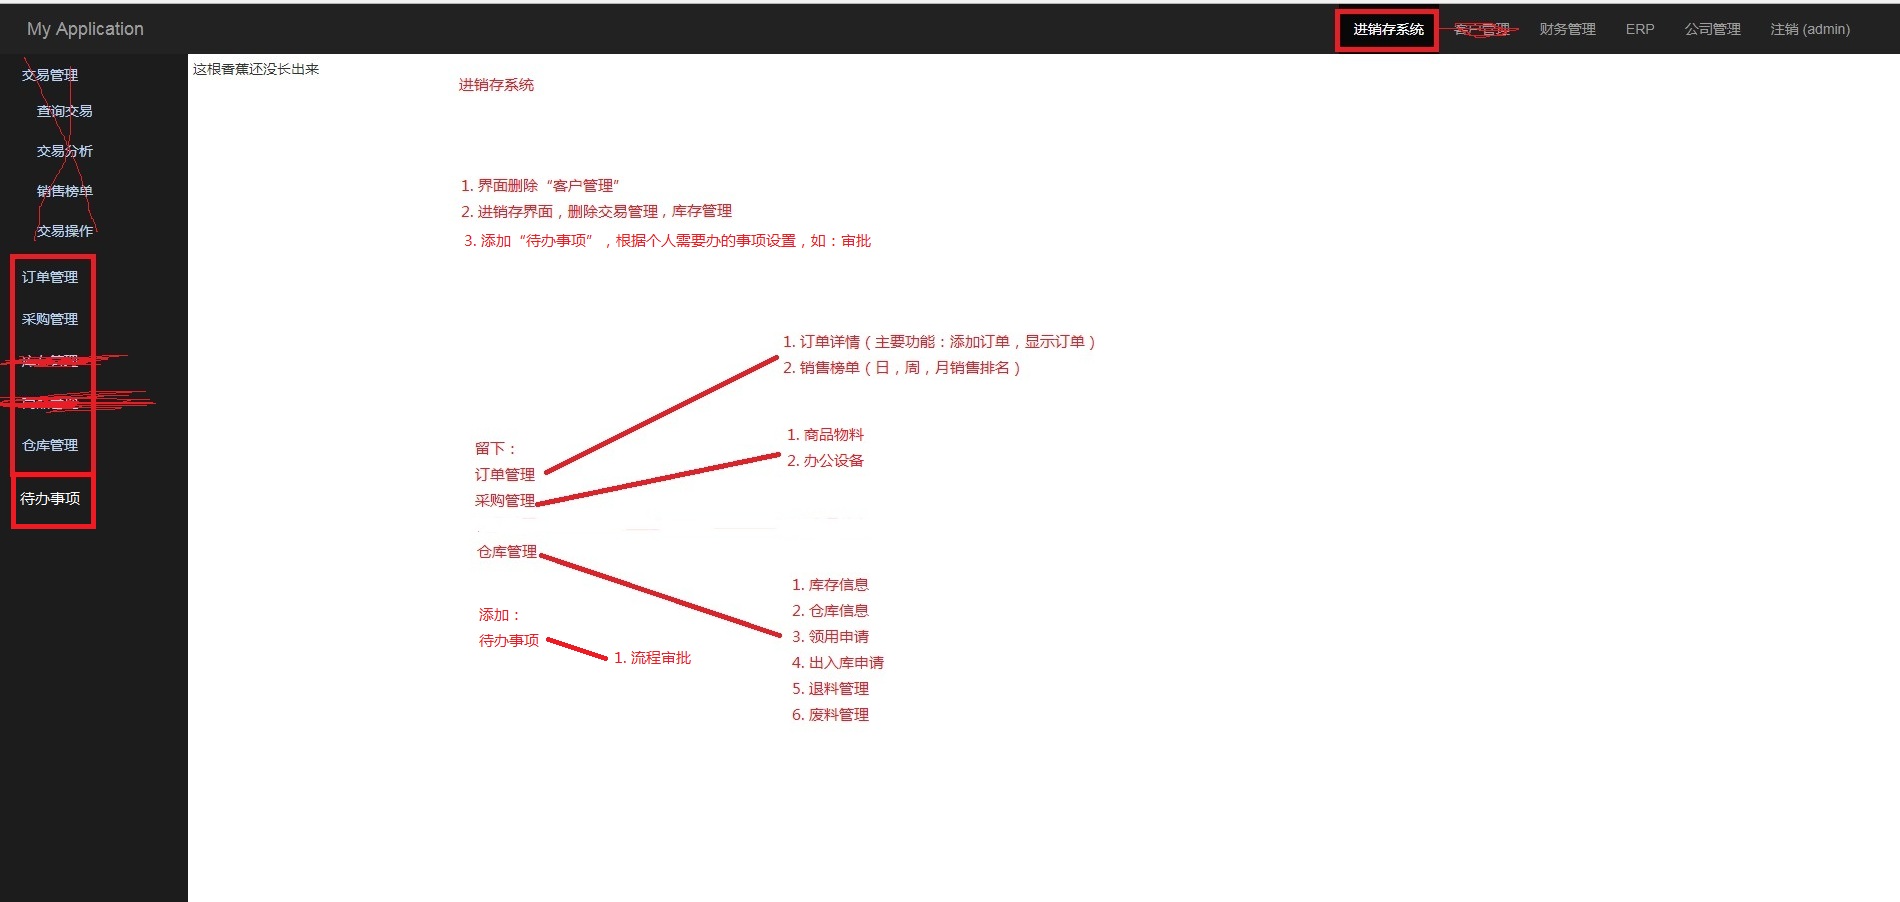 My Application
进销存系统
客户管理
财务管理
ERP
公司管理
注销 (admin)
交易管理
查询交易
交易分析
销售榜单
交易操作
订单管理
采购管理
仓库管理
待办事项
这根香蕉还没长出来
进销存系统
1. 界面删除“客户管理”
2. 进销存界面，删除交易管理，库存管理
3. 添加“待办事项”，根据个人需要办的事项设置，如：审批
1. 订单详情（主要功能：添加订单，显示订单）
2. 销售榜单（日，周，月销售排名）
留下：
订单管理
采购管理
1. 商品物料
2. 办公设备
仓库管理
1. 库存信息
2. 仓库信息
3. 领用申请
4. 出入库申请
5. 退料管理
6. 废料管理
添加：
待办事项
1. 流程审批